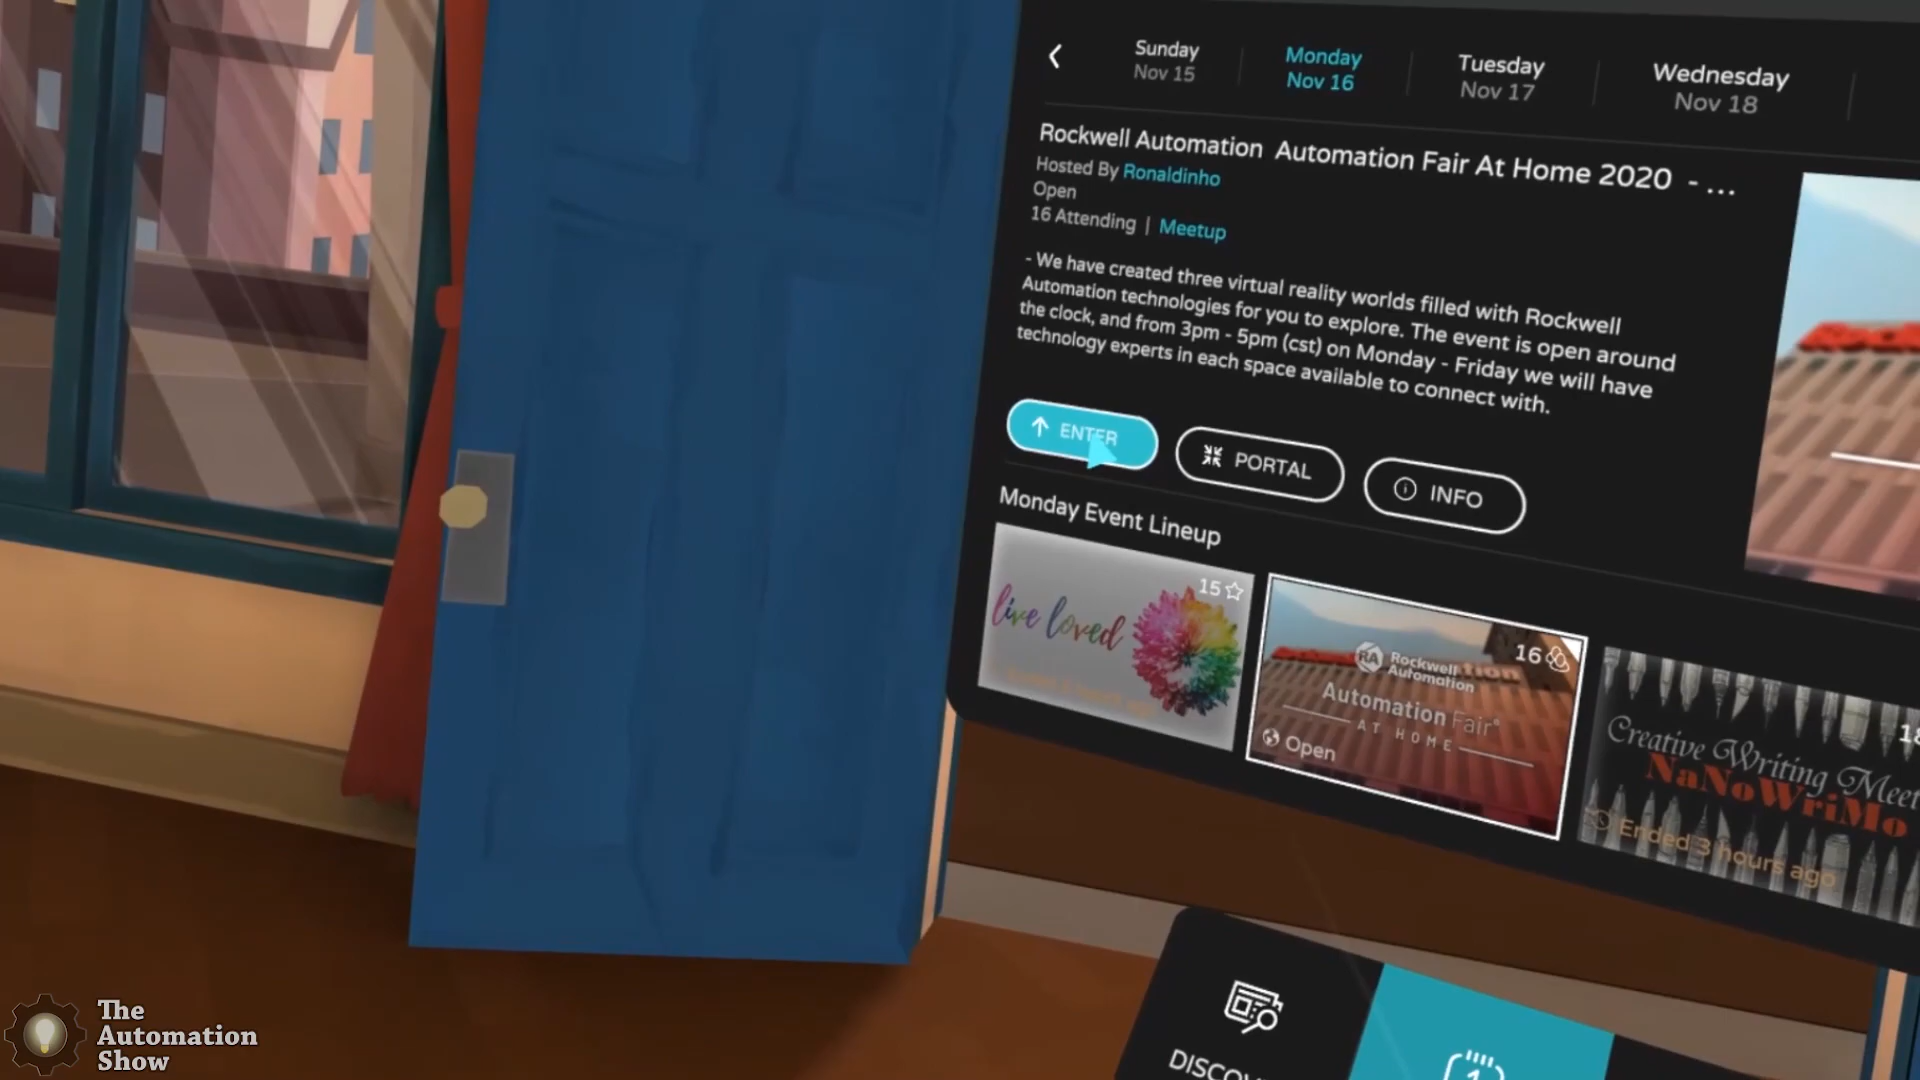 Sunday
Nov 15
Monday
Nov 16
Tuesday
Nov 17
Wednesday
Nov 18
Rockwell Automation Automation Fair At Home 2020 - ...
Hosted By Ronaldinho
Open
16 Attending | Meetup
- We have created three virtual reality worlds filled with Rockwell
Automation technologies for you to explore. The event is open around
the clock, and from 3pm - 5pm (cst) on Monday - Friday we will have
technology experts in each space available to connect with.
ENTER
PORTAL
INFO
Monday Event Lineup
15
live loved
16
RA Rockwell
Automation
Automation Fair®
AT HOME
Open
Creative Writing Meet
NaNoWriMo
Ended 3 hours ago
DISCOV
The
Automation
Show